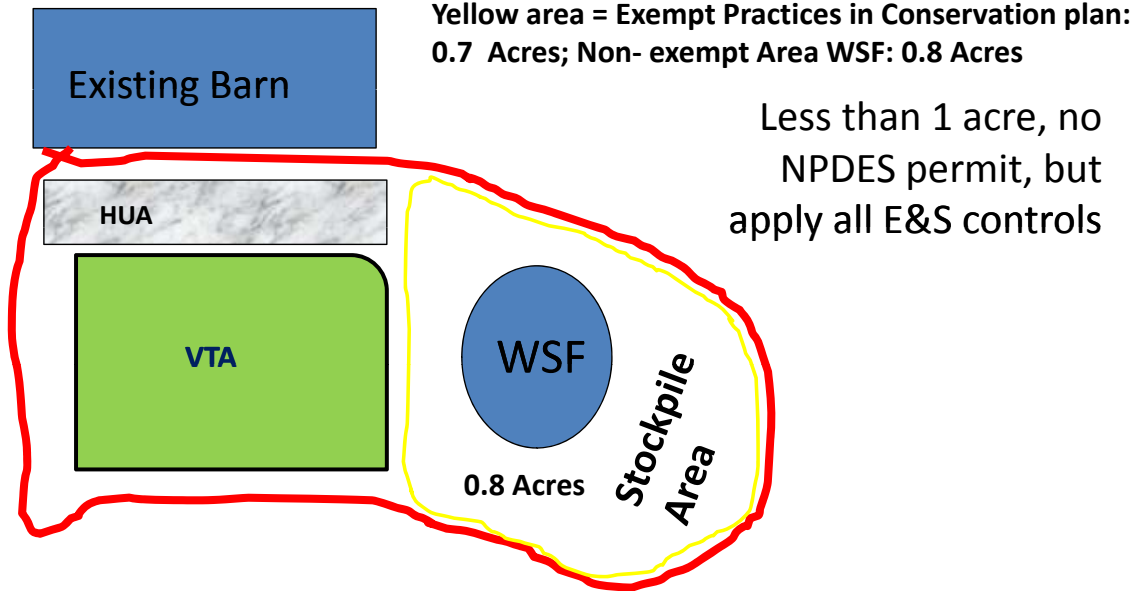 Yellow area = Exempt Practices in Conservation plan:
0.7 Acres; Non- exempt Area WSF: 0.8 Acres
Existing Barn
Less than 1 acre, no
NPDES permit, but
apply all E&S controls
HUA
VTA
WSF
Stockpile
Area
0.8 Acres